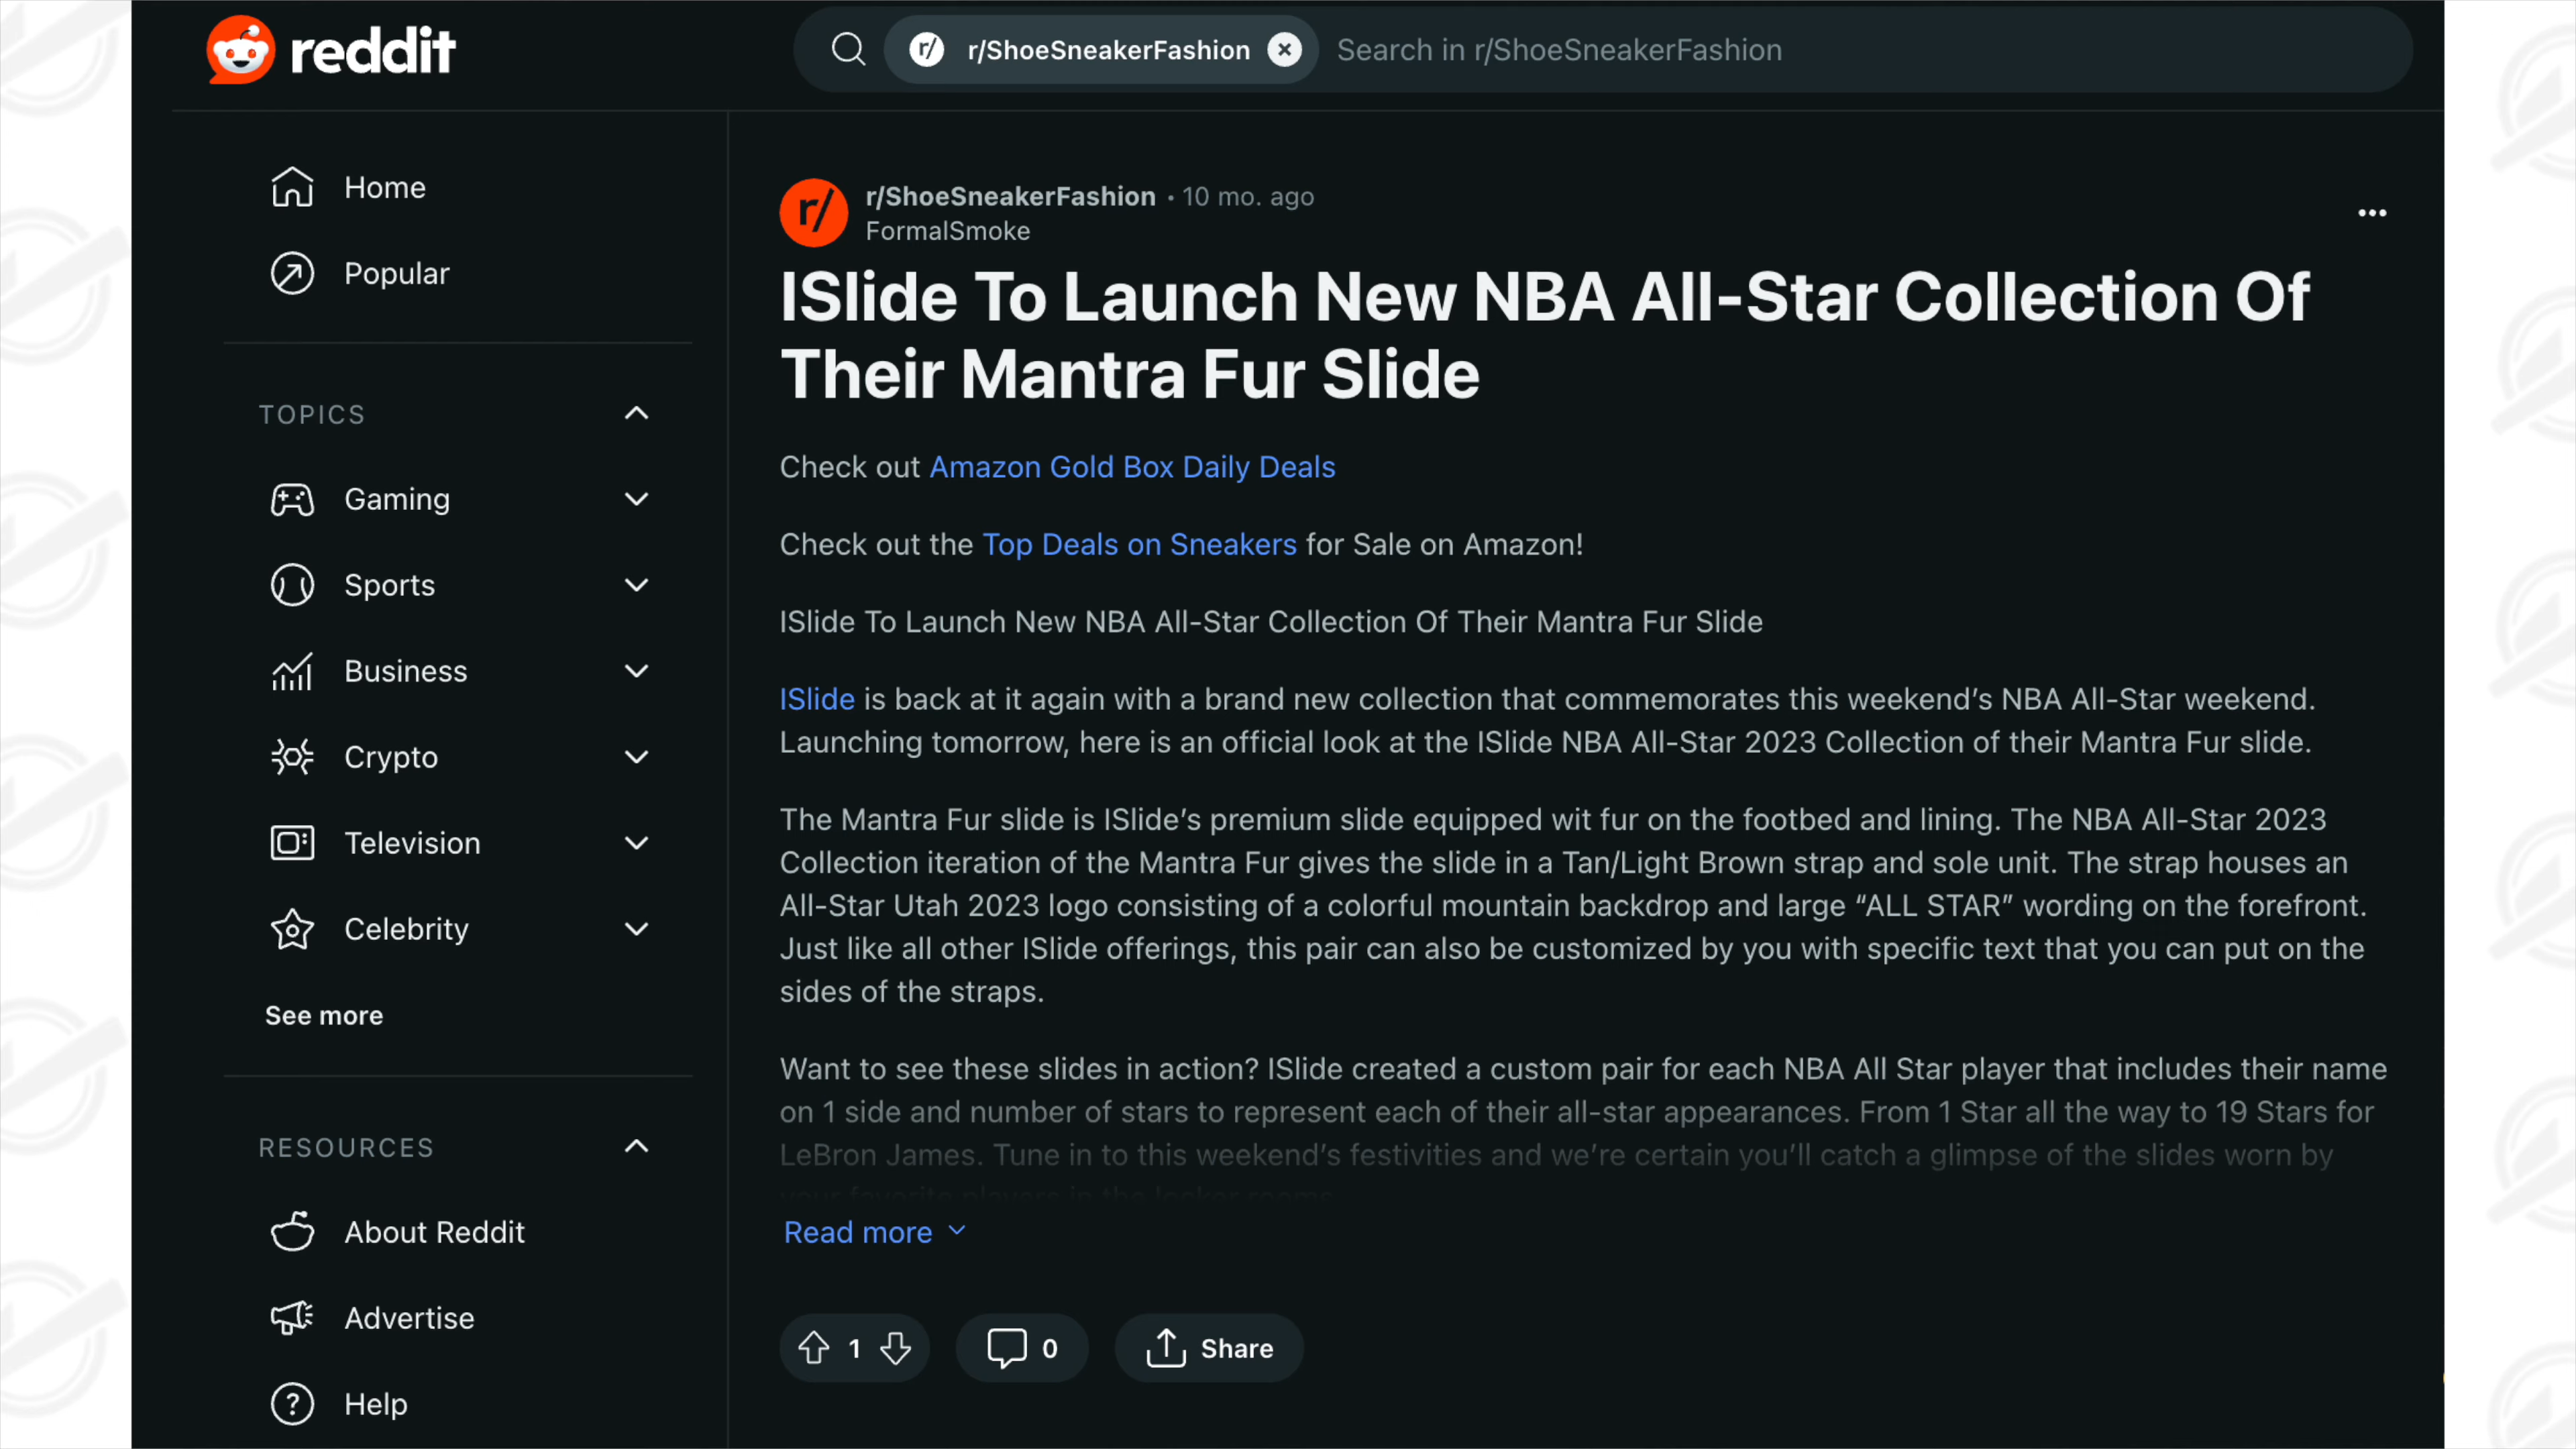 reddit
r/ r/ShoeSneakerFashion Search in r/ShoeSneakerFashion
Home
Popular
TOPICS
Gaming
Sports
Business
Crypto
Television
Celebrity
See more
RESOURCES
About Reddit
Advertise
Help
r/ r/ShoeSneakerFashion • 10 mo. ago
FormalSmoke
ISlide To Launch New NBA All-Star Collection Of
Their Mantra Fur Slide
Check out Amazon Gold Box Daily Deals
Check out the Top Deals on Sneakers for Sale on Amazon!
ISlide To Launch New NBA All-Star Collection Of Their Mantra Fur Slide
ISlide is back at it again with a brand new collection that commemorates this weekend’s NBA All-Star weekend.
Launching tomorrow, here is an official look at the ISlide NBA All-Star 2023 Collection of their Mantra Fur slide.
The Mantra Fur slide is ISlide’s premium slide equipped wit fur on the footbed and lining. The NBA All-Star 2023
Collection iteration of the Mantra Fur gives the slide in a Tan/Light Brown strap and sole unit. The strap houses an
All-Star Utah 2023 logo consisting of a colorful mountain backdrop and large “ALL STAR” wording on the forefront.
Just like all other ISlide offerings, this pair can also be customized by you with specific text that you can put on the
sides of the straps.
Want to see these slides in action? ISlide created a custom pair for each NBA All Star player that includes their name
on 1 side and number of stars to represent each of their all-star appearances. From 1 Star all the way to 19 Stars for
LeBron James. Tune in to this weekend’s festivities and we’re certain you’ll catch a glimpse of the slides worn by
your favorite players in the locker rooms.
Read more
1
0
Share